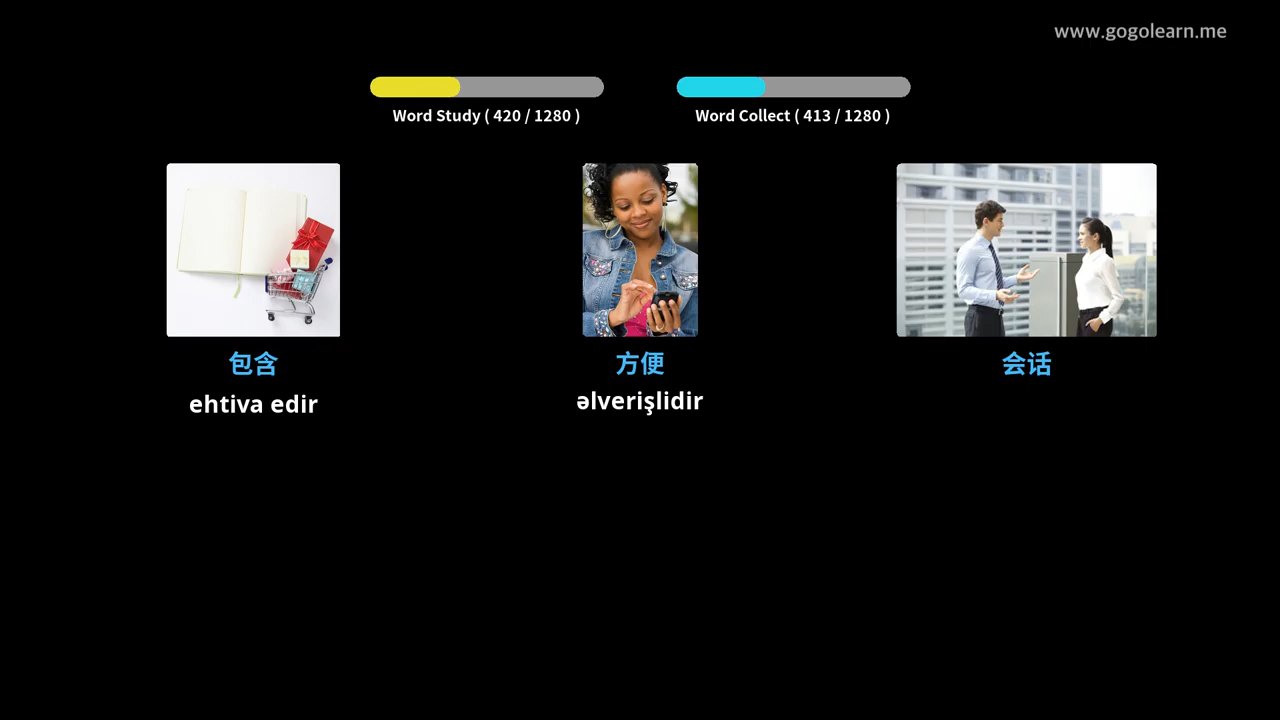 www.gogolearn.me
Word Study ( 420 / 1280 )
Word Collect ( 413 / 1280 )
包含
方便
会话
ehtiva edir
əlverişlidir